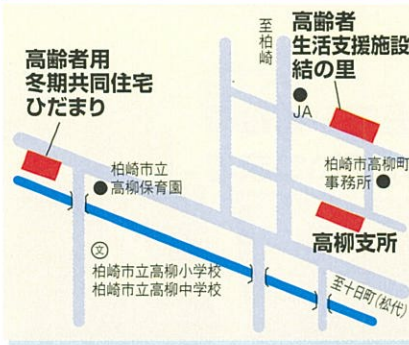 高齢者用
冬期共同住宅
ひだまり
至柏崎
高齢者
生活支援施設
結の里
JA
柏崎市立
高柳保育園
柏崎市高柳町
事務所
高柳支所
文
柏崎市立高柳小学校
柏崎市立高柳中学校
至十日町(松代)